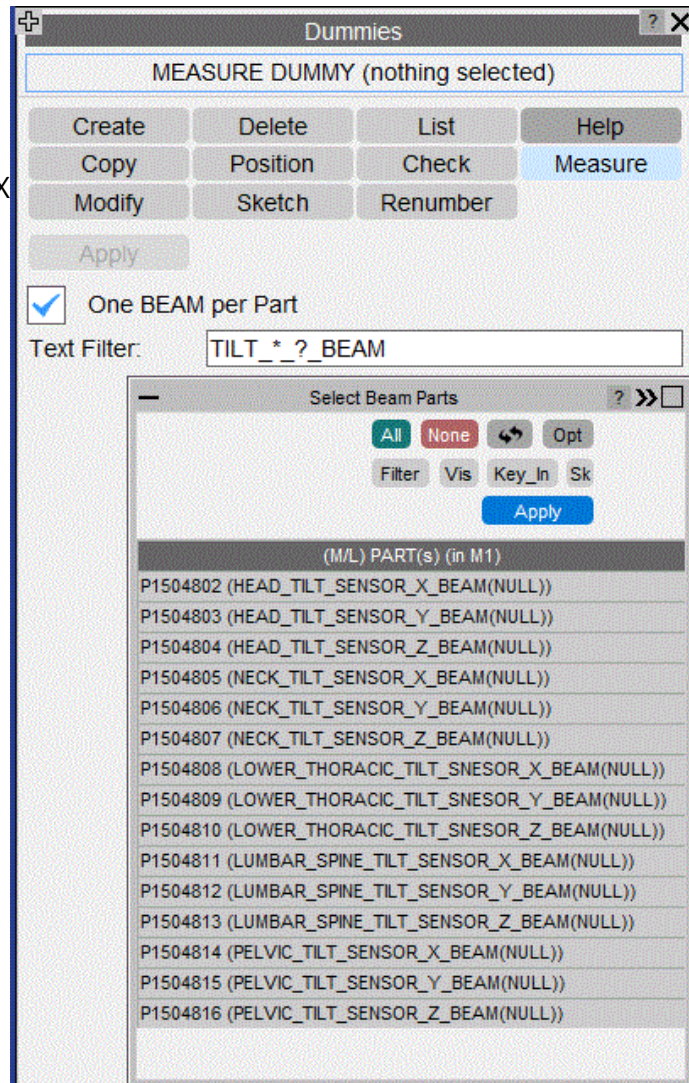 Dummies ? X
MEASURE DUMMY (nothing selected)
Create Delete List Help
Copy Position Check Measure
X
Modify Sketch Renumber
Apply
One BEAM per Part
Text Filter: TILT_*_?_BEAM
Select Beam Parts ?
All None Opt
Filter Vis Key_In Sk
Apply
(M/L) PART(s) (in M1)
P1504802 (HEAD_TILT_SENSOR_X_BEAM(NULL))
P1504803 (HEAD_TILT_SENSOR_Y_BEAM(NULL))
P1504804 (HEAD_TILT_SENSOR_Z_BEAM(NULL))
P1504805 (NECK_TILT_SENSOR_X_BEAM(NULL))
P1504806 (NECK_TILT_SENSOR_Y_BEAM(NULL))
P1504807 (NECK_TILT_SENSOR_Z_BEAM(NULL))
P1504808 (LOWER_THORACIC_TILT_SNESOR_X_BEAM(NULL))
P1504809 (LOWER_THORACIC_TILT_SNESOR_Y_BEAM(NULL))
P1504810 (LOWER_THORACIC_TILT_SNESOR_Z_BEAM(NULL))
P1504811 (LUMBAR_SPINE_TILT_SENSOR_X_BEAM(NULL))
P1504812 (LUMBAR_SPINE_TILT_SENSOR_Y_BEAM(NULL))
P1504813 (LUMBAR_SPINE_TILT_SENSOR_Z_BEAM(NULL))
P1504814 (PELVIC_TILT_SENSOR_X_BEAM(NULL))
P1504815 (PELVIC_TILT_SENSOR_Y_BEAM(NULL))
P1504816 (PELVIC_TILT_SENSOR_Z_BEAM(NULL))